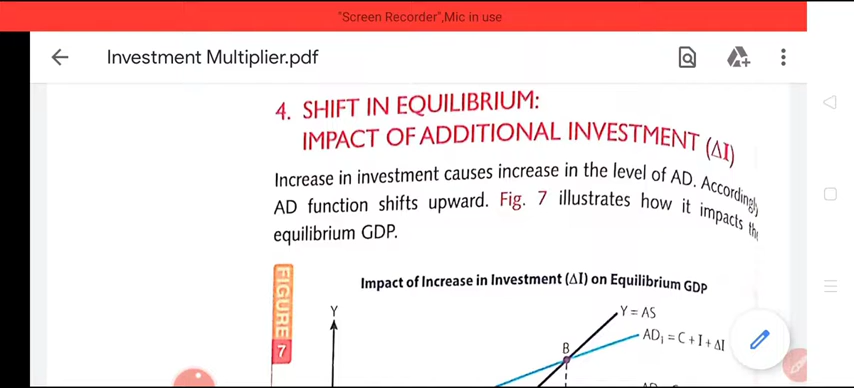 "Screen Recorder",Mic in use
Investment Multiplier.pdf
4. SHIFT IN EQUILIBRIUM:
IMPACT OF ADDITIONAL INVESTMENT (ΔI)
Increase in investment causes increase in the level of AD. Accordingly
AD function shifts upward. Fig. 7 illustrates how it impacts the
equilibrium GDP.
FIGURE 7
Impact of Increase in Investment (ΔI) on Equilibrium GDP
Y
Y = AS
AD₁ = C + I + ΔI
B